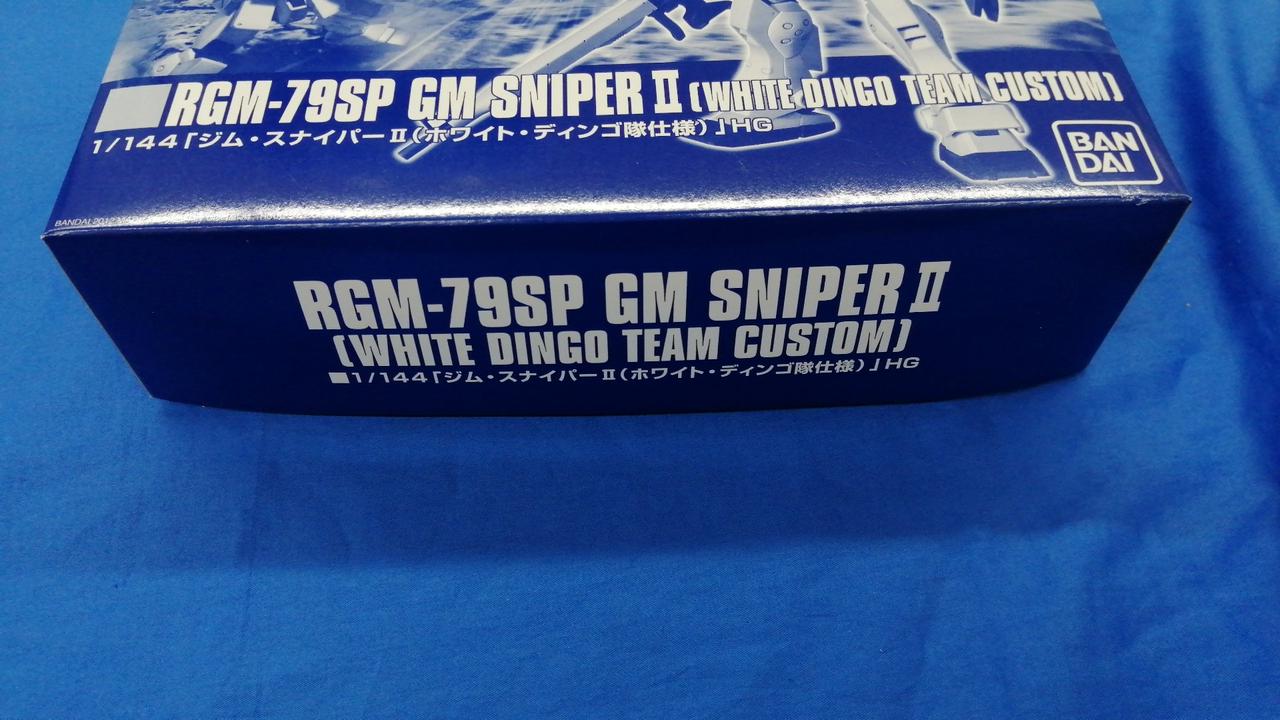 RGM-79SP GM SNIPER II (WHITE DINGO TEAM CUSTOM)
1/144「ジム・スナイパーII(ホワイト・ディンゴ隊仕様)」HG
BAN
DAI
BANDAI
RGM-79SP GM SNIPER II
(WHITE DINGO TEAM CUSTOM)
■1/144「ジム・スナイパーII(ホワイト・ディンゴ隊仕様)」HG